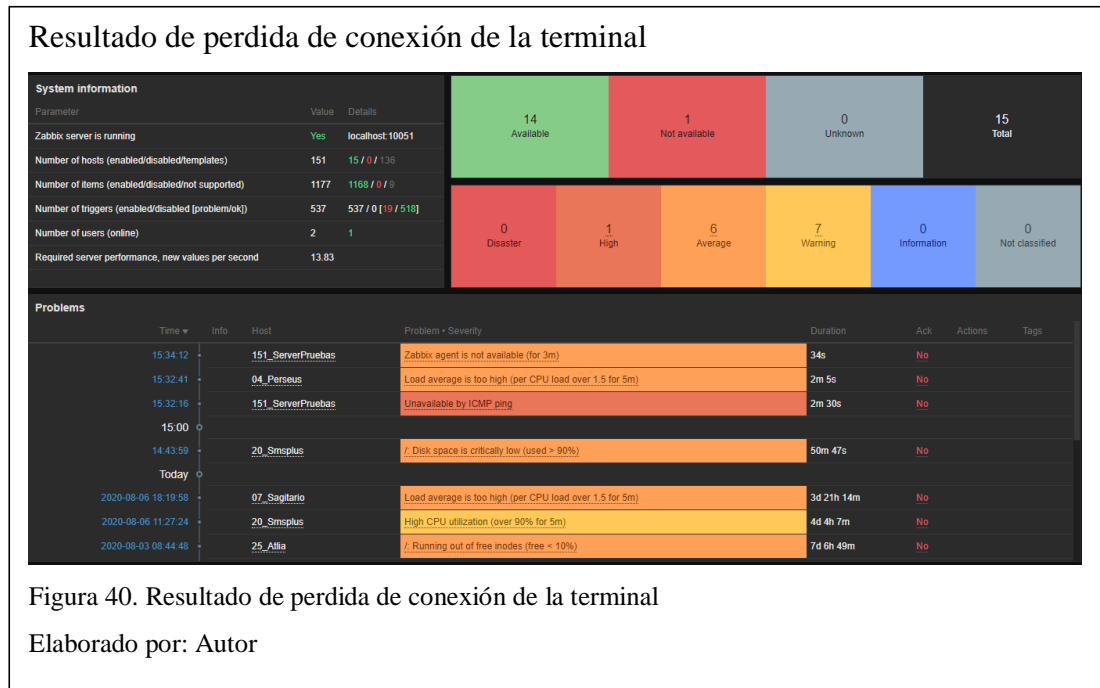 Resultado de perdida de conexión de la terminal
System information
Parameter Value Details
Zabbix server is running Yes localhost:10051
Number of hosts (enabled/disabled/templates) 151 15 / 0 / 136
Number of items (enabled/disabled/not supported) 1177 1168 / 0 / 9
Number of triggers (enabled/disabled [problem/ok]) 537 537 / 0 [19 / 518]
Number of users (online) 2 1
Required server performance, new values per second 13.83
14 1 0 15
Available Not available Unknown Total
0 1 6 7 0 0
Disaster High Average Warning Information Not classified
Problems
Time ▼ Info Host Problem • Severity Duration Ack Actions Tags
15:34:12 151_ServerPruebas Zabbix agent is not available (for 3m) 34s No
15:32:41 04_Perseus Load average is too high (per CPU load over 1.5 for 5m) 2m 5s No
15:32:16 151_ServerPruebas Unavailable by ICMP ping 2m 30s No
15:00
14:43:59 20_Smsplus /: Disk space is critically low (used > 90%) 50m 47s No
Today
2020-08-06 18:19:58 07_Sagitario Load average is too high (per CPU load over 1.5 for 5m) 3d 21h 14m No
2020-08-06 11:27:24 20_Smsplus High CPU utilization (over 90% for 5m) 4d 4h 7m No
2020-08-03 08:44:48 /: Running out of free inodes (free < 10%) 7d 6h 49m No
Figura 40. Resultado de perdida de conexión de la terminal
Elaborado por: Autor